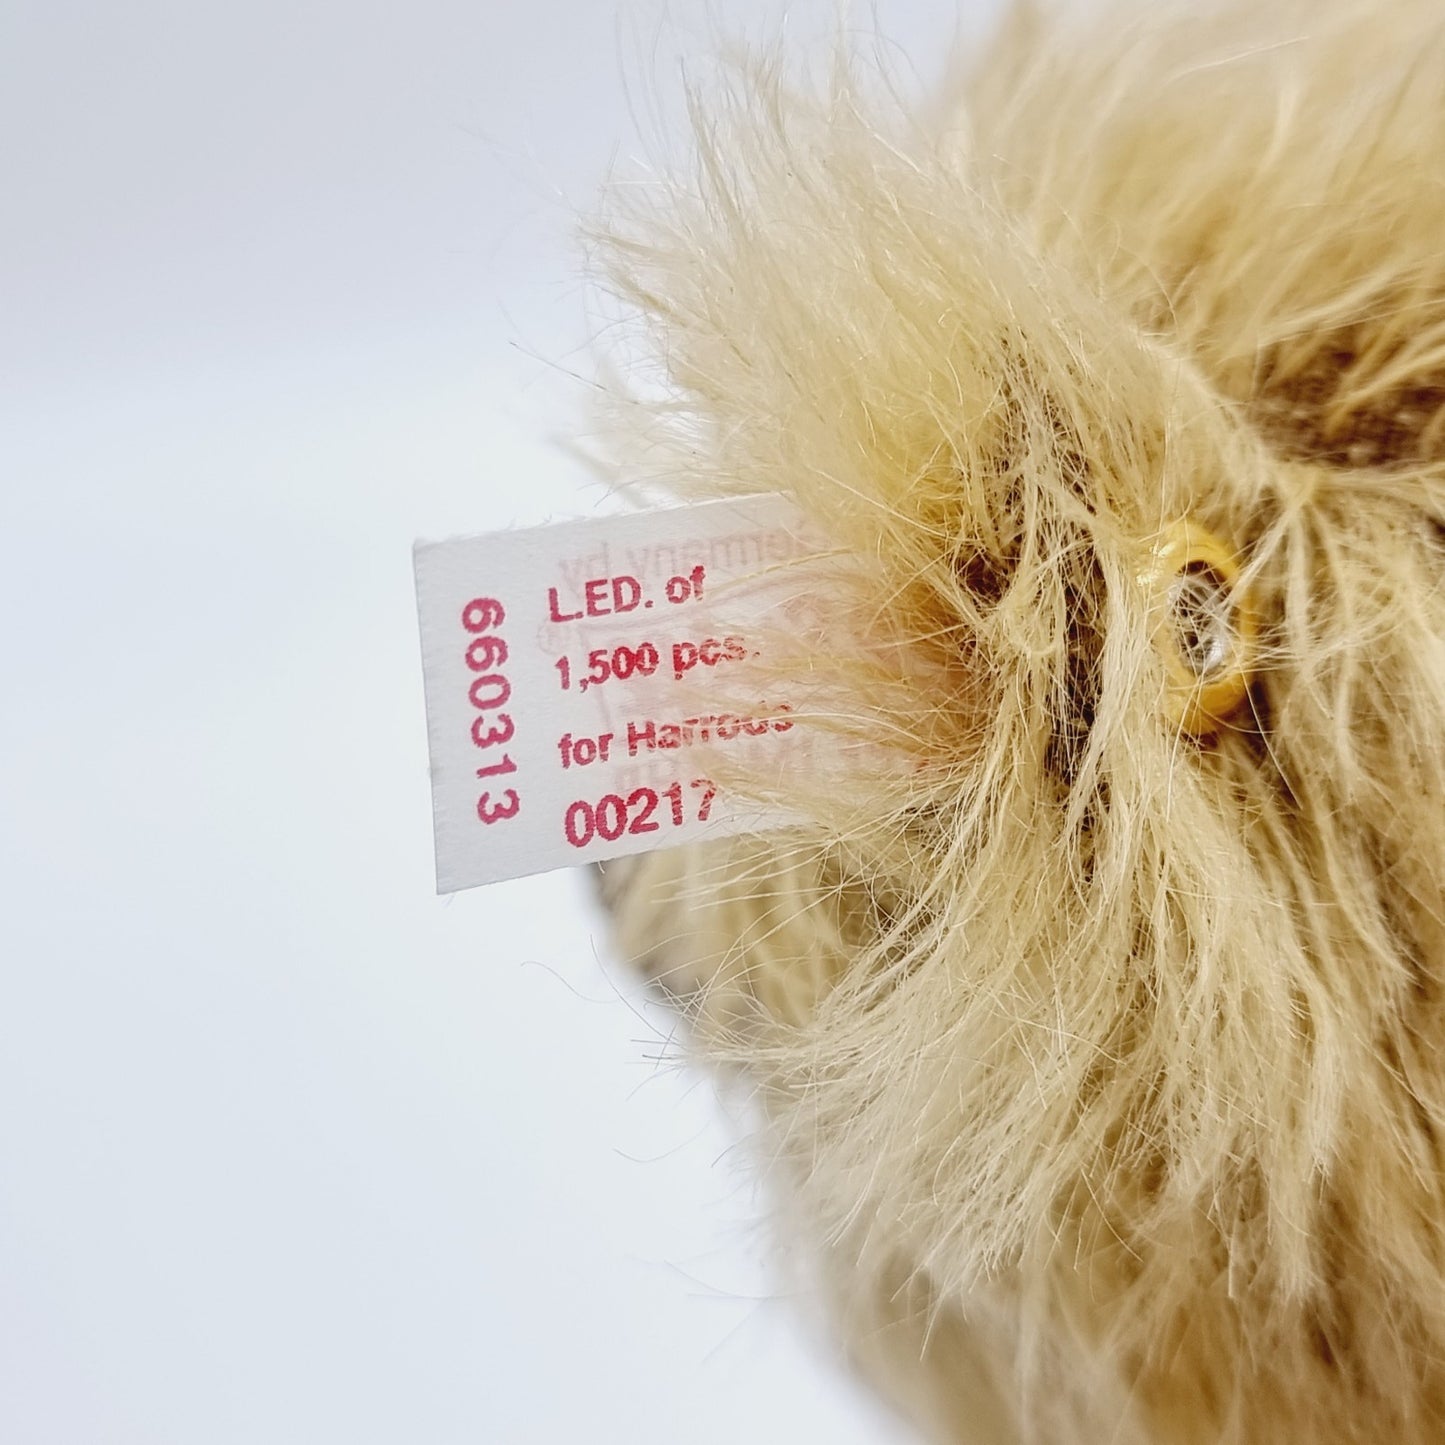 660313
L.ED. of
1,500 pcs.
for Harrods
00217